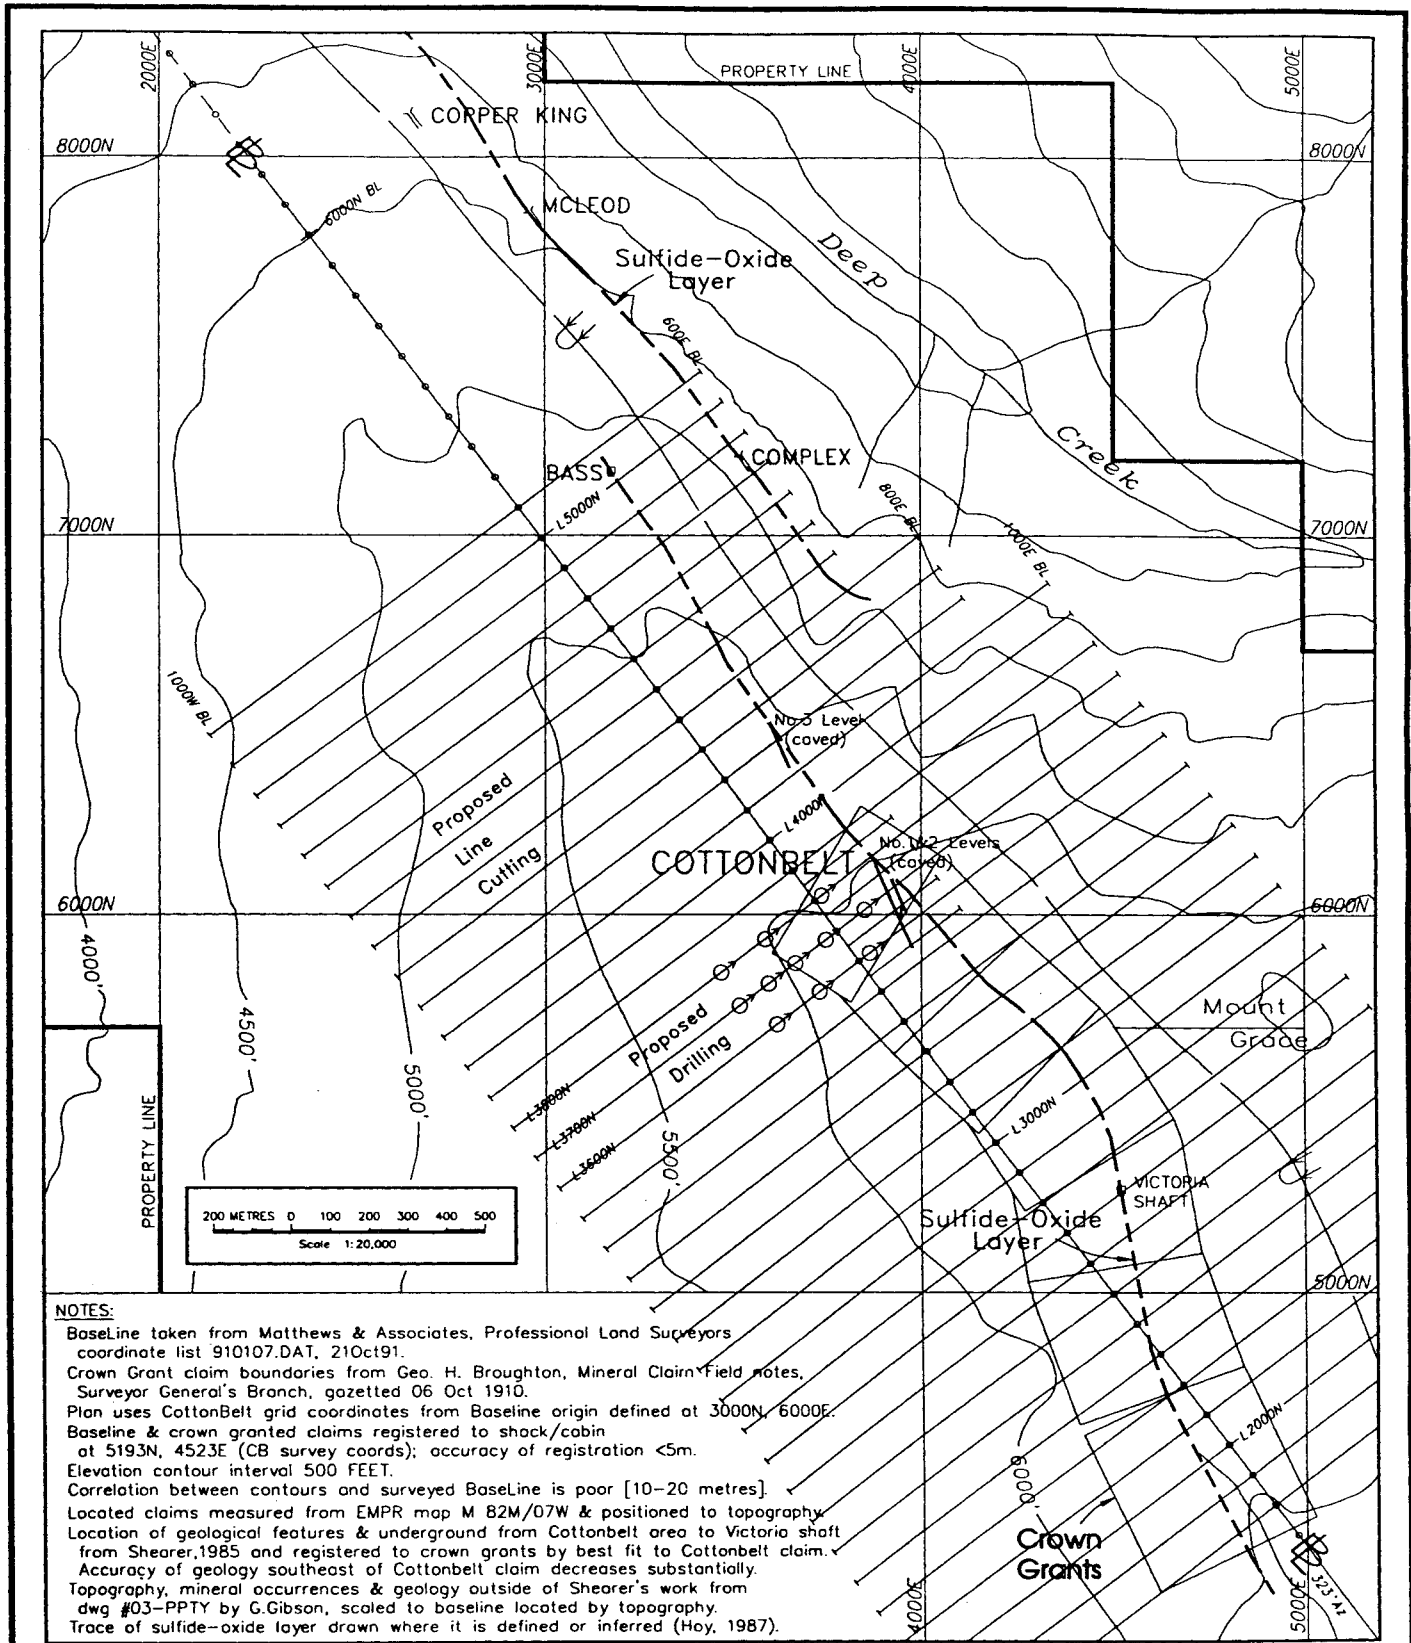 2000E
3000E
4000E
5000E
PROPERTY LINE
COPPER KING
8000N
8000N
6000N BL
MCLEOD
Sulfide-Oxide
Layer
Deep
Creek
600E BL
COMPLEX
BASS
L5000N
800E BL
1000E BL
7000N
7000N
1000W BL
No.3 Level
(caved)
Proposed
Line
Cutting
L4000N
COTTONBELT
No.1&2 Levels
(caved)
6000N
6000N
4000'
4500'
5000'
5500'
Mount
Grace
Proposed
Drilling
L3800N
L3700N
L3600N
L3000N
PROPERTY LINE
VICTORIA
SHAFT
Sulfide-Oxide
Layer
200 METRES 0 100 200 300 400 500
Scale 1:20,000
5000N
L2000N
6000'
Crown
Grants
4000E
5000E
323°Az
NOTES:
BaseLine taken from Matthews & Associates, Professional Land Surveyors
coordinate list 910107.DAT, 21Oct91.
Crown Grant claim boundaries from Geo. H. Broughton, Mineral Claim Field notes,
Surveyor General's Branch, gazetted 06 Oct 1910.
Plan uses CottonBelt grid coordinates from Baseline origin defined at 3000N, 6000E.
Baseline & crown granted claims registered to shack/cabin
at 5193N, 4523E (CB survey coords); accuracy of registration <5m.
Elevation contour interval 500 FEET.
Correlation between contours and surveyed BaseLine is poor [10-20 metres].
Located claims measured from EMPR map M 82M/07W & positioned to topography.
Location of geological features & underground from Cottonbelt area to Victoria shaft
from Shearer,1985 and registered to crown grants by best fit to Cottonbelt claim.
Accuracy of geology southeast of Cottonbelt claim decreases substantially.
Topography, mineral occurrences & geology outside of Shearer's work from
dwg #03-PPTY by G.Gibson, scaled to baseline located by topography.
Trace of sulfide-oxide layer drawn where it is defined or inferred (Hoy, 1987).